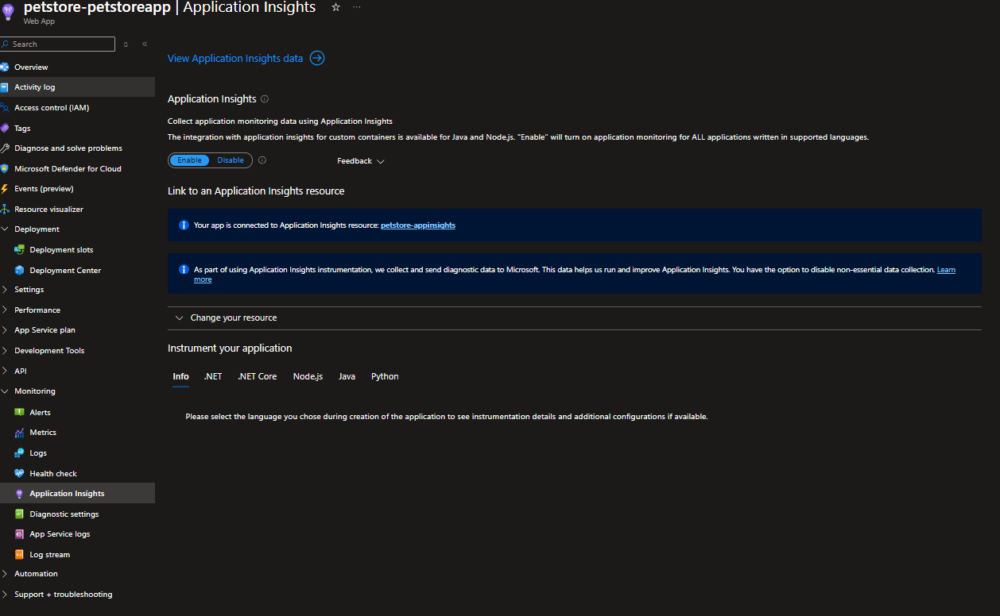 petstore-petstoreapp | Application Insights
Web App
Search
Overview
Activity log
Access control (IAM)
Tags
Diagnose and solve problems
Microsoft Defender for Cloud
Events (preview)
Resource visualizer
Deployment
Deployment slots
Deployment Center
Settings
Performance
App Service plan
Development Tools
API
Monitoring
Alerts
Metrics
Logs
Health check
Application Insights
Diagnostic settings
App Service logs
Log stream
Automation
Support + troubleshooting
View Application Insights data
Application Insights
Collect application monitoring data using Application Insights
The integration with application insights for custom containers is available for Java and Node.js. "Enable" will turn on application monitoring for ALL applications written in supported languages.
Enable Disable Feedback
Link to an Application Insights resource
Your app is connected to Application Insights resource: petstore-appinsights
As part of using Application Insights instrumentation, we collect and send diagnostic data to Microsoft. This data helps us run and improve Application Insights. You have the option to disable non-essential data collection. Learn
more
Change your resource
Instrument your application
Info .NET .NET Core Node.js Java Python
Please select the language you chose during creation of the application to see instrumentation details and additional configurations if available.